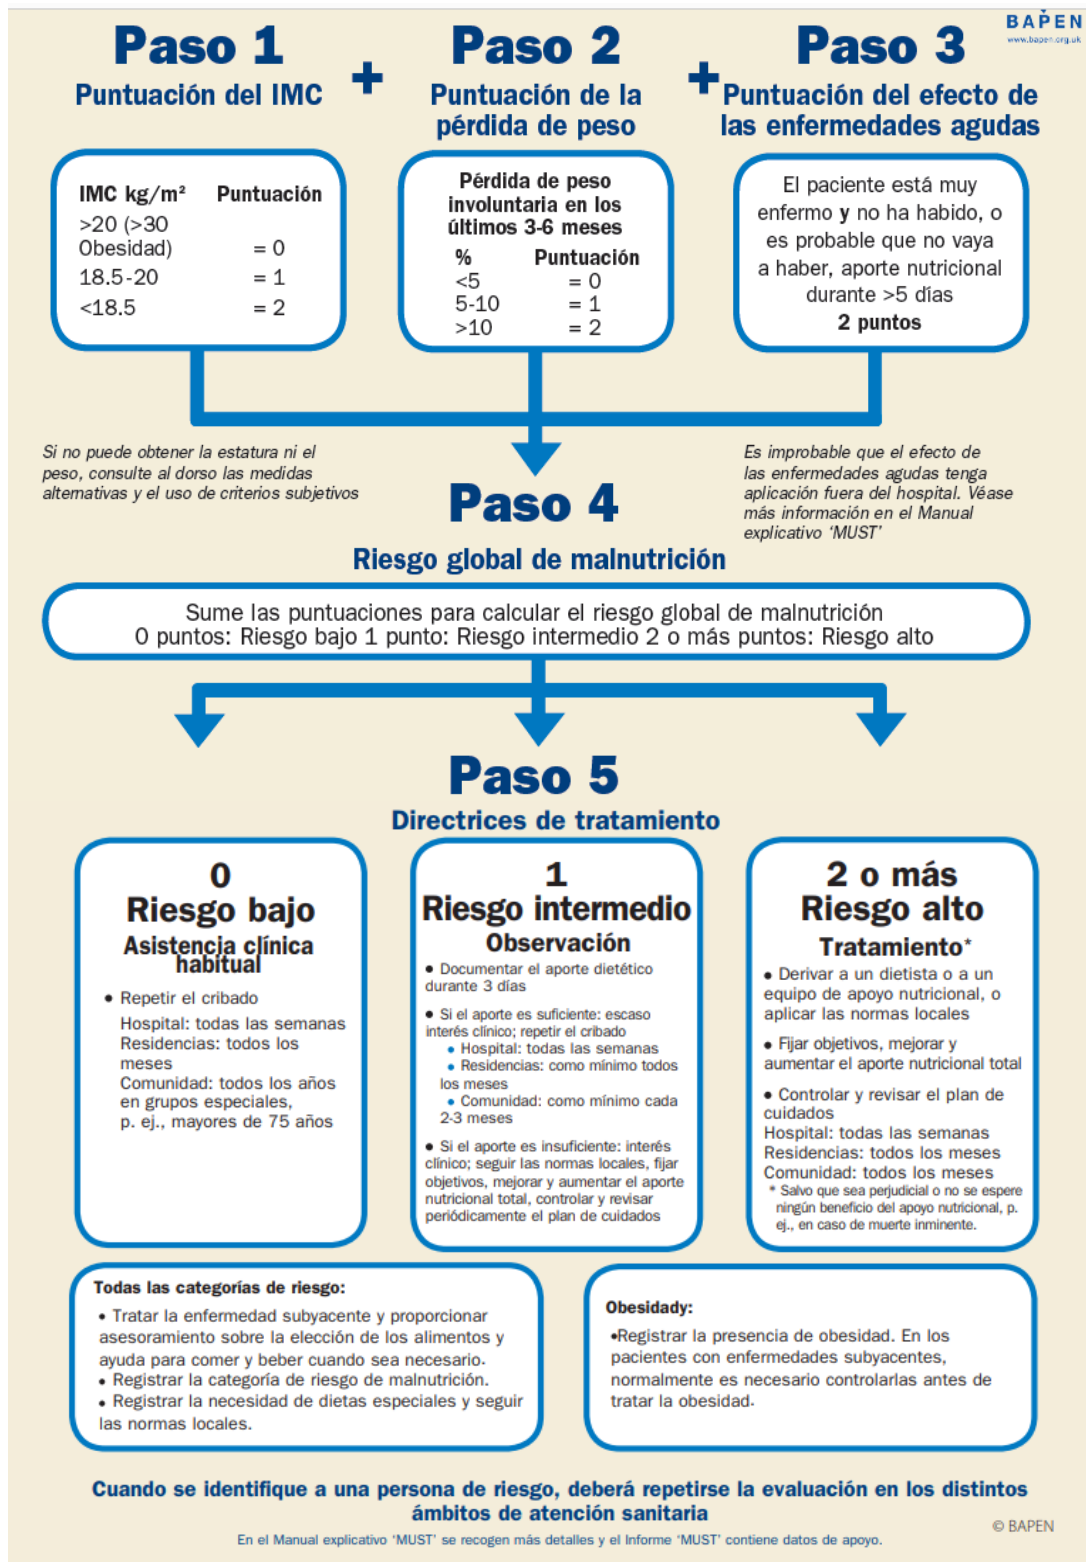 BAPEN
www.bapen.org.uk
Paso 1
Puntuación del IMC
+
Paso 2
Puntuación de la
pérdida de peso
+
Paso 3
Puntuación del efecto de
las enfermedades agudas
IMC kg/m² Puntuación
>20 (>30
Obesidad) = 0
18.5-20 = 1
<18.5 = 2
Pérdida de peso
involuntaria en los
últimos 3-6 meses
% Puntuación
<5 = 0
5-10 = 1
>10 = 2
El paciente está muy
enfermo y no ha habido, o
es probable que no vaya
a haber, aporte nutricional
durante >5 días
2 puntos
Si no puede obtener la estatura ni el
peso, consulte al dorso las medidas
alternativas y el uso de criterios subjetivos
Es improbable que el efecto de
las enfermedades agudas tenga
aplicación fuera del hospital. Véase
más información en el Manual
explicativo ‘MUST’
Paso 4
Riesgo global de malnutrición
Sume las puntuaciones para calcular el riesgo global de malnutrición
0 puntos: Riesgo bajo 1 punto: Riesgo intermedio 2 o más puntos: Riesgo alto
Paso 5
Directrices de tratamiento
0
Riesgo bajo
Asistencia clínica
habitual
• Repetir el cribado
Hospital: todas las semanas
Residencias: todos los
meses
Comunidad: todos los años
en grupos especiales,
p. ej., mayores de 75 años
1
Riesgo intermedio
Observación
• Documentar el aporte dietético
durante 3 días
• Si el aporte es suficiente: escaso
interés clínico; repetir el cribado
• Hospital: todas las semanas
• Residencias: como mínimo todos
los meses
• Comunidad: como mínimo cada
2-3 meses
• Si el aporte es insuficiente: interés
clínico; seguir las normas locales, fijar
objetivos, mejorar y aumentar el aporte
nutricional total, controlar y revisar
periódicamente el plan de cuidados
2 o más
Riesgo alto
Tratamiento*
• Derivar a un dietista o a un
equipo de apoyo nutricional, o
aplicar las normas locales
• Fijar objetivos, mejorar y
aumentar el aporte nutricional total
• Controlar y revisar el plan de
cuidados
Hospital: todas las semanas
Residencias: todos los meses
Comunidad: todos los meses
* Salvo que sea perjudicial o no se espere
ningún beneficio del apoyo nutricional, p.
ej., en caso de muerte inminente.
Todas las categorías de riesgo:
• Tratar la enfermedad subyacente y proporcionar
asesoramiento sobre la elección de los alimentos y
ayuda para comer y beber cuando sea necesario.
• Registrar la categoría de riesgo de malnutrición.
• Registrar la necesidad de dietas especiales y seguir
las normas locales.
Obesidady:
•Registrar la presencia de obesidad. En los
pacientes con enfermedades subyacentes,
normalmente es necesario controlarlas antes de
tratar la obesidad.
Cuando se identifique a una persona de riesgo, deberá repetirse la evaluación en los distintos
ámbitos de atención sanitaria
© BAPEN
En el Manual explicativo ‘MUST’ se recogen más detalles y el Informe ‘MUST’ contiene datos de apoyo.